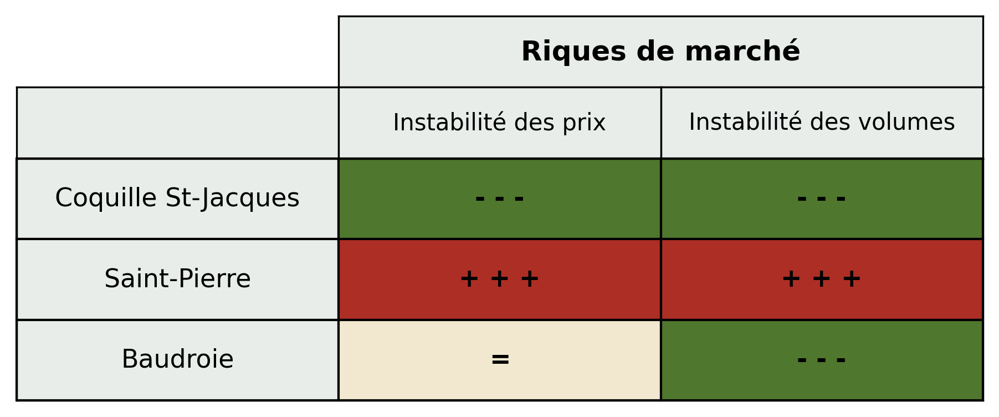 Riques de marché
Instabilité des prix
Instabilité des volumes
Coquille St-Jacques
- - -
- - -
Saint-Pierre
+ + +
+ + +
Baudroie
=
- - -